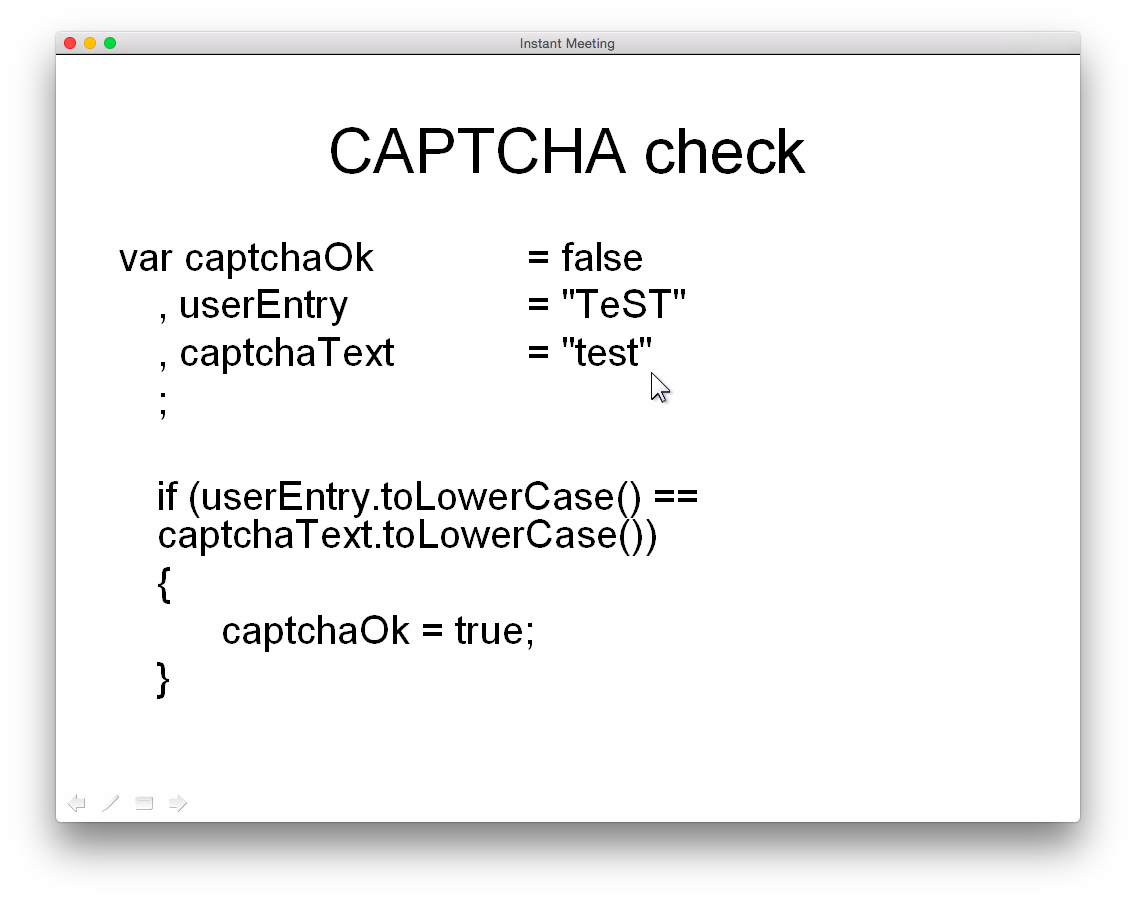 Instant Meeting
CAPTCHA check
var captchaOk = false
, userEntry = "TeST"
, captchaText = "test"
;
if (userEntry.toLowerCase() ==
captchaText.toLowerCase())
{
captchaOk = true;
}